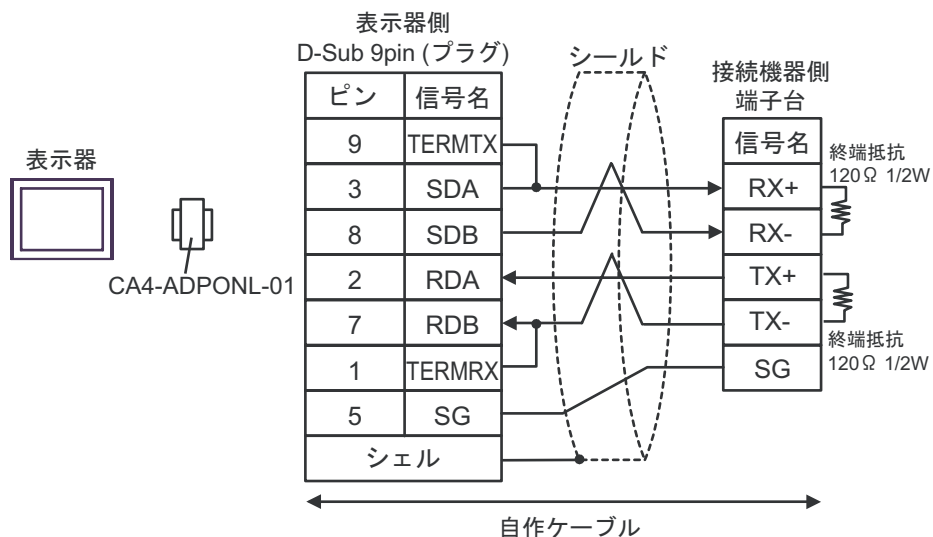 表示器側
D-Sub 9pin (プラグ)
シールド
接続機器側
端子台
ピン 信号名
信号名
9 TERMTX
終端抵抗
120Ω 1/2W
表示器
3 SDA
RX+
8 SDB
RX-
CA4-ADPONL-01
2 RDA
TX+
7 RDB
TX-
終端抵抗
120Ω 1/2W
1 TERMRX
SG
5 SG
シェル
自作ケーブル